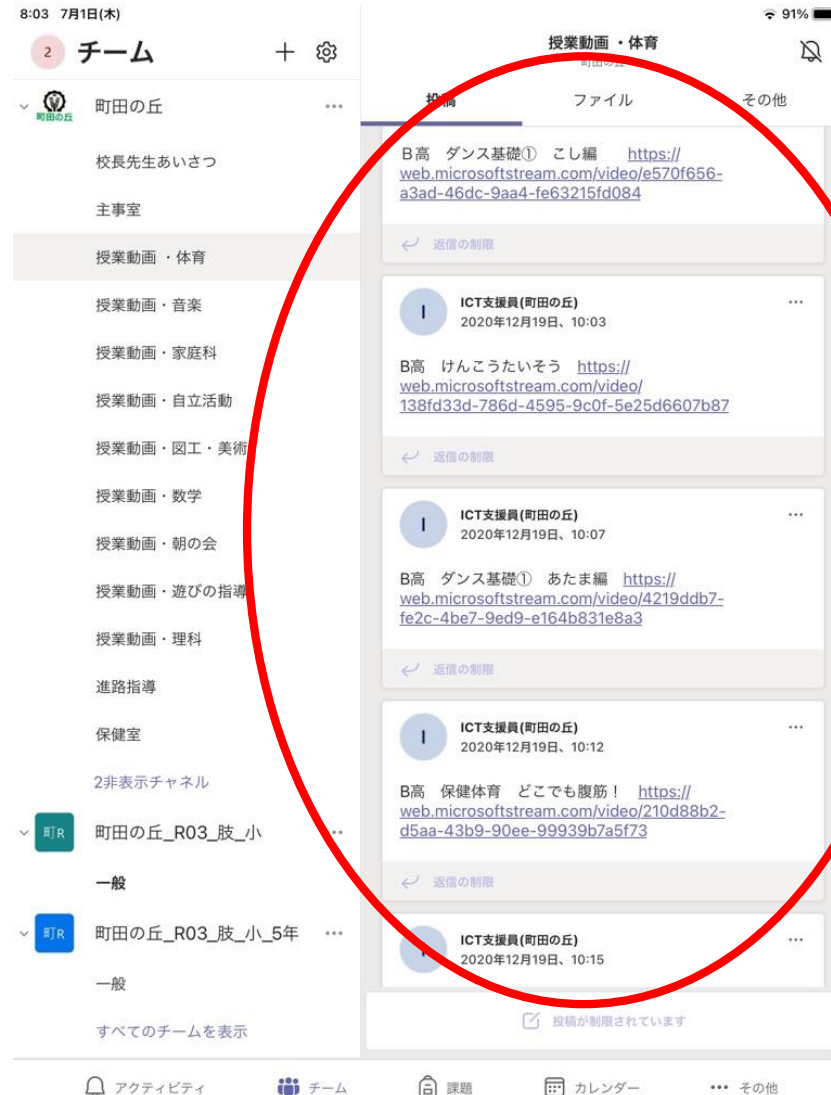 8:03 7月1日(木)
91%
2 チーム
町田の丘
町田の丘
校長先生あいさつ
主事室
授業動画 ・体育
授業動画・音楽
授業動画・家庭科
授業動画・自立活動
授業動画・図工・美術
授業動画・数学
授業動画・朝の会
授業動画・遊びの指導
授業動画・理科
進路指導
保健室
2非表示チャネル
町R 町田の丘_R03_肢_小
一般
町R 町田の丘_R03_肢_小_5年
一般
すべてのチームを表示
授業動画 ・体育
町田の丘
投稿 ファイル その他
B高 ダンス基礎① こし編 https://
web.microsoftstream.com/video/e570f656-
a3ad-46dc-9aa4-fe63215fd084
返信の制限
I ICT支援員(町田の丘)
2020年12月19日、10:03
B高 けんこうたいそう https://
web.microsoftstream.com/video/
138fd33d-786d-4595-9c0f-5e25d6607b87
返信の制限
I ICT支援員(町田の丘)
2020年12月19日、10:07
B高 ダンス基礎① あたま編 https://
web.microsoftstream.com/video/4219ddb7-
fe2c-4be7-9ed9-e164b831e8a3
返信の制限
I ICT支援員(町田の丘)
2020年12月19日、10:12
B高 保健体育 どこでも腹筋！ https://
web.microsoftstream.com/video/210d88b2-
d5aa-43b9-90ee-99939b7a5f73
返信の制限
ICT支援員(町田の丘)
2020年12月19日、10:15
投稿が制限されています
アクティビティ チーム 課題 カレンダー その他